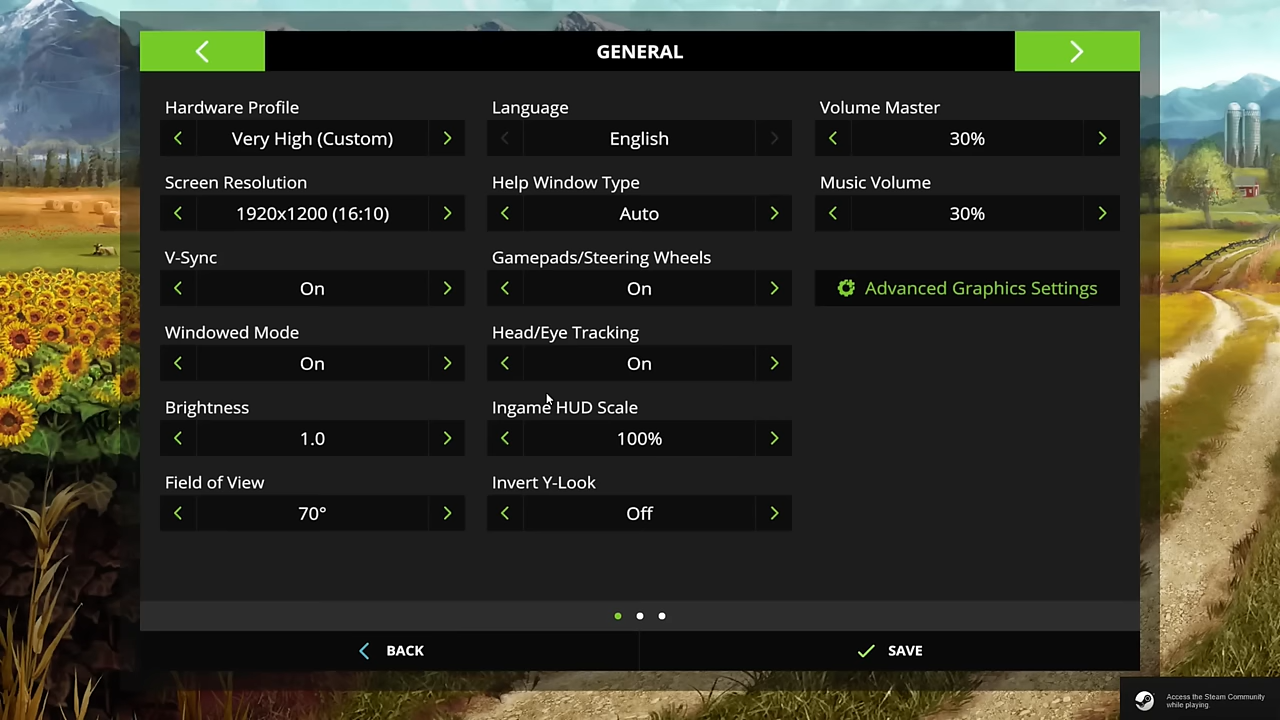 GENERAL
Hardware Profile
Very High (Custom)
Screen Resolution
1920x1200 (16:10)
V-Sync
On
Windowed Mode
On
Brightness
1.0
Field of View
70°
Language
English
Help Window Type
Auto
Gamepads/Steering Wheels
On
Head/Eye Tracking
On
Ingame HUD Scale
100%
Invert Y-Look
Off
Volume Master
30%
Music Volume
30%
Advanced Graphics Settings
BACK
SAVE
Access the Steam Community
while playing.